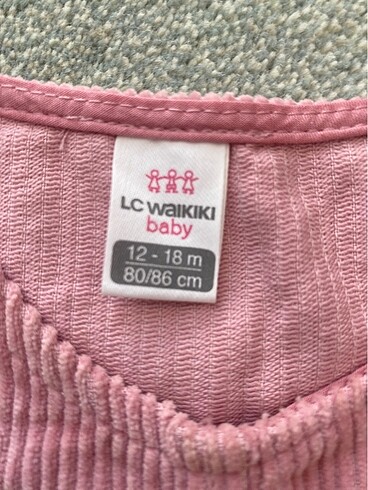 LC WAIKIKI
baby
12 - 18 m
80/86 cm